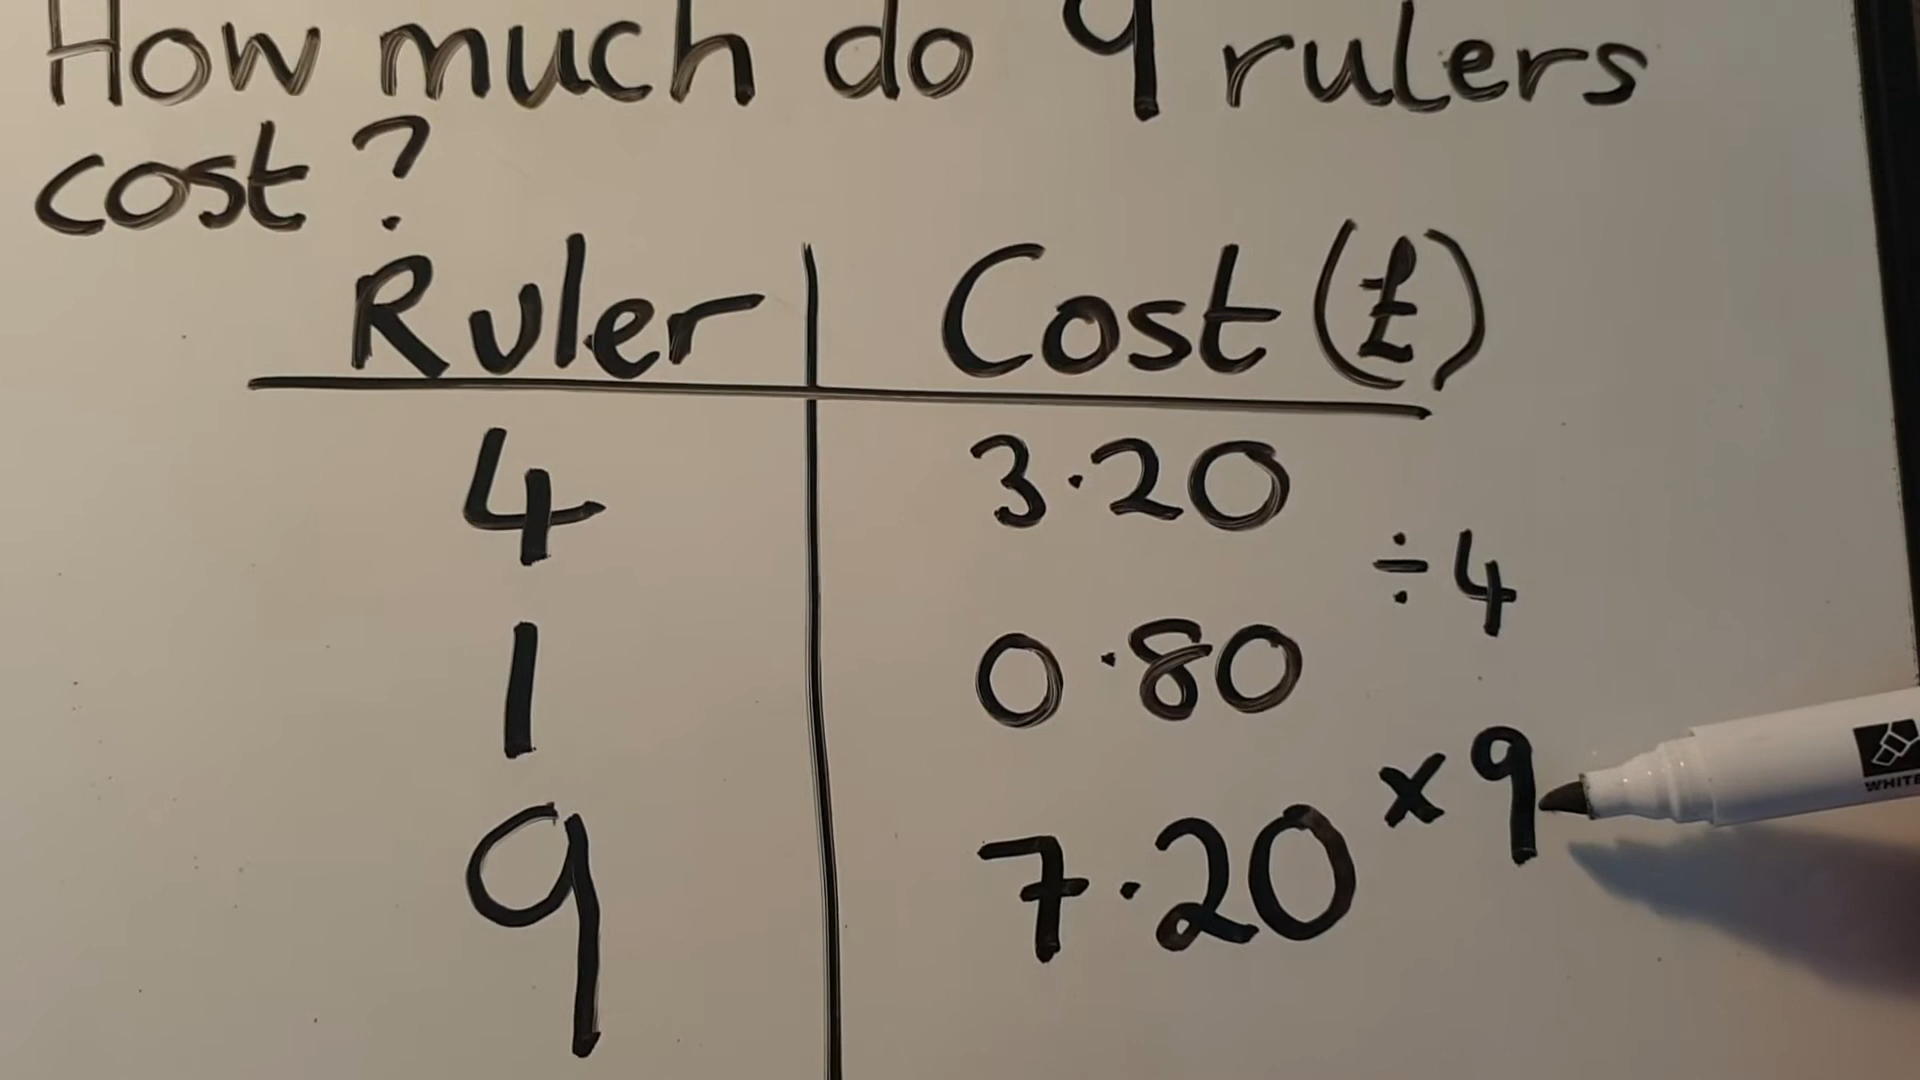 How much do 9 rulers
cost?
Ruler Cost (£)
4 3.20
÷4
1 0.80
×9
9 7.20
WHITE